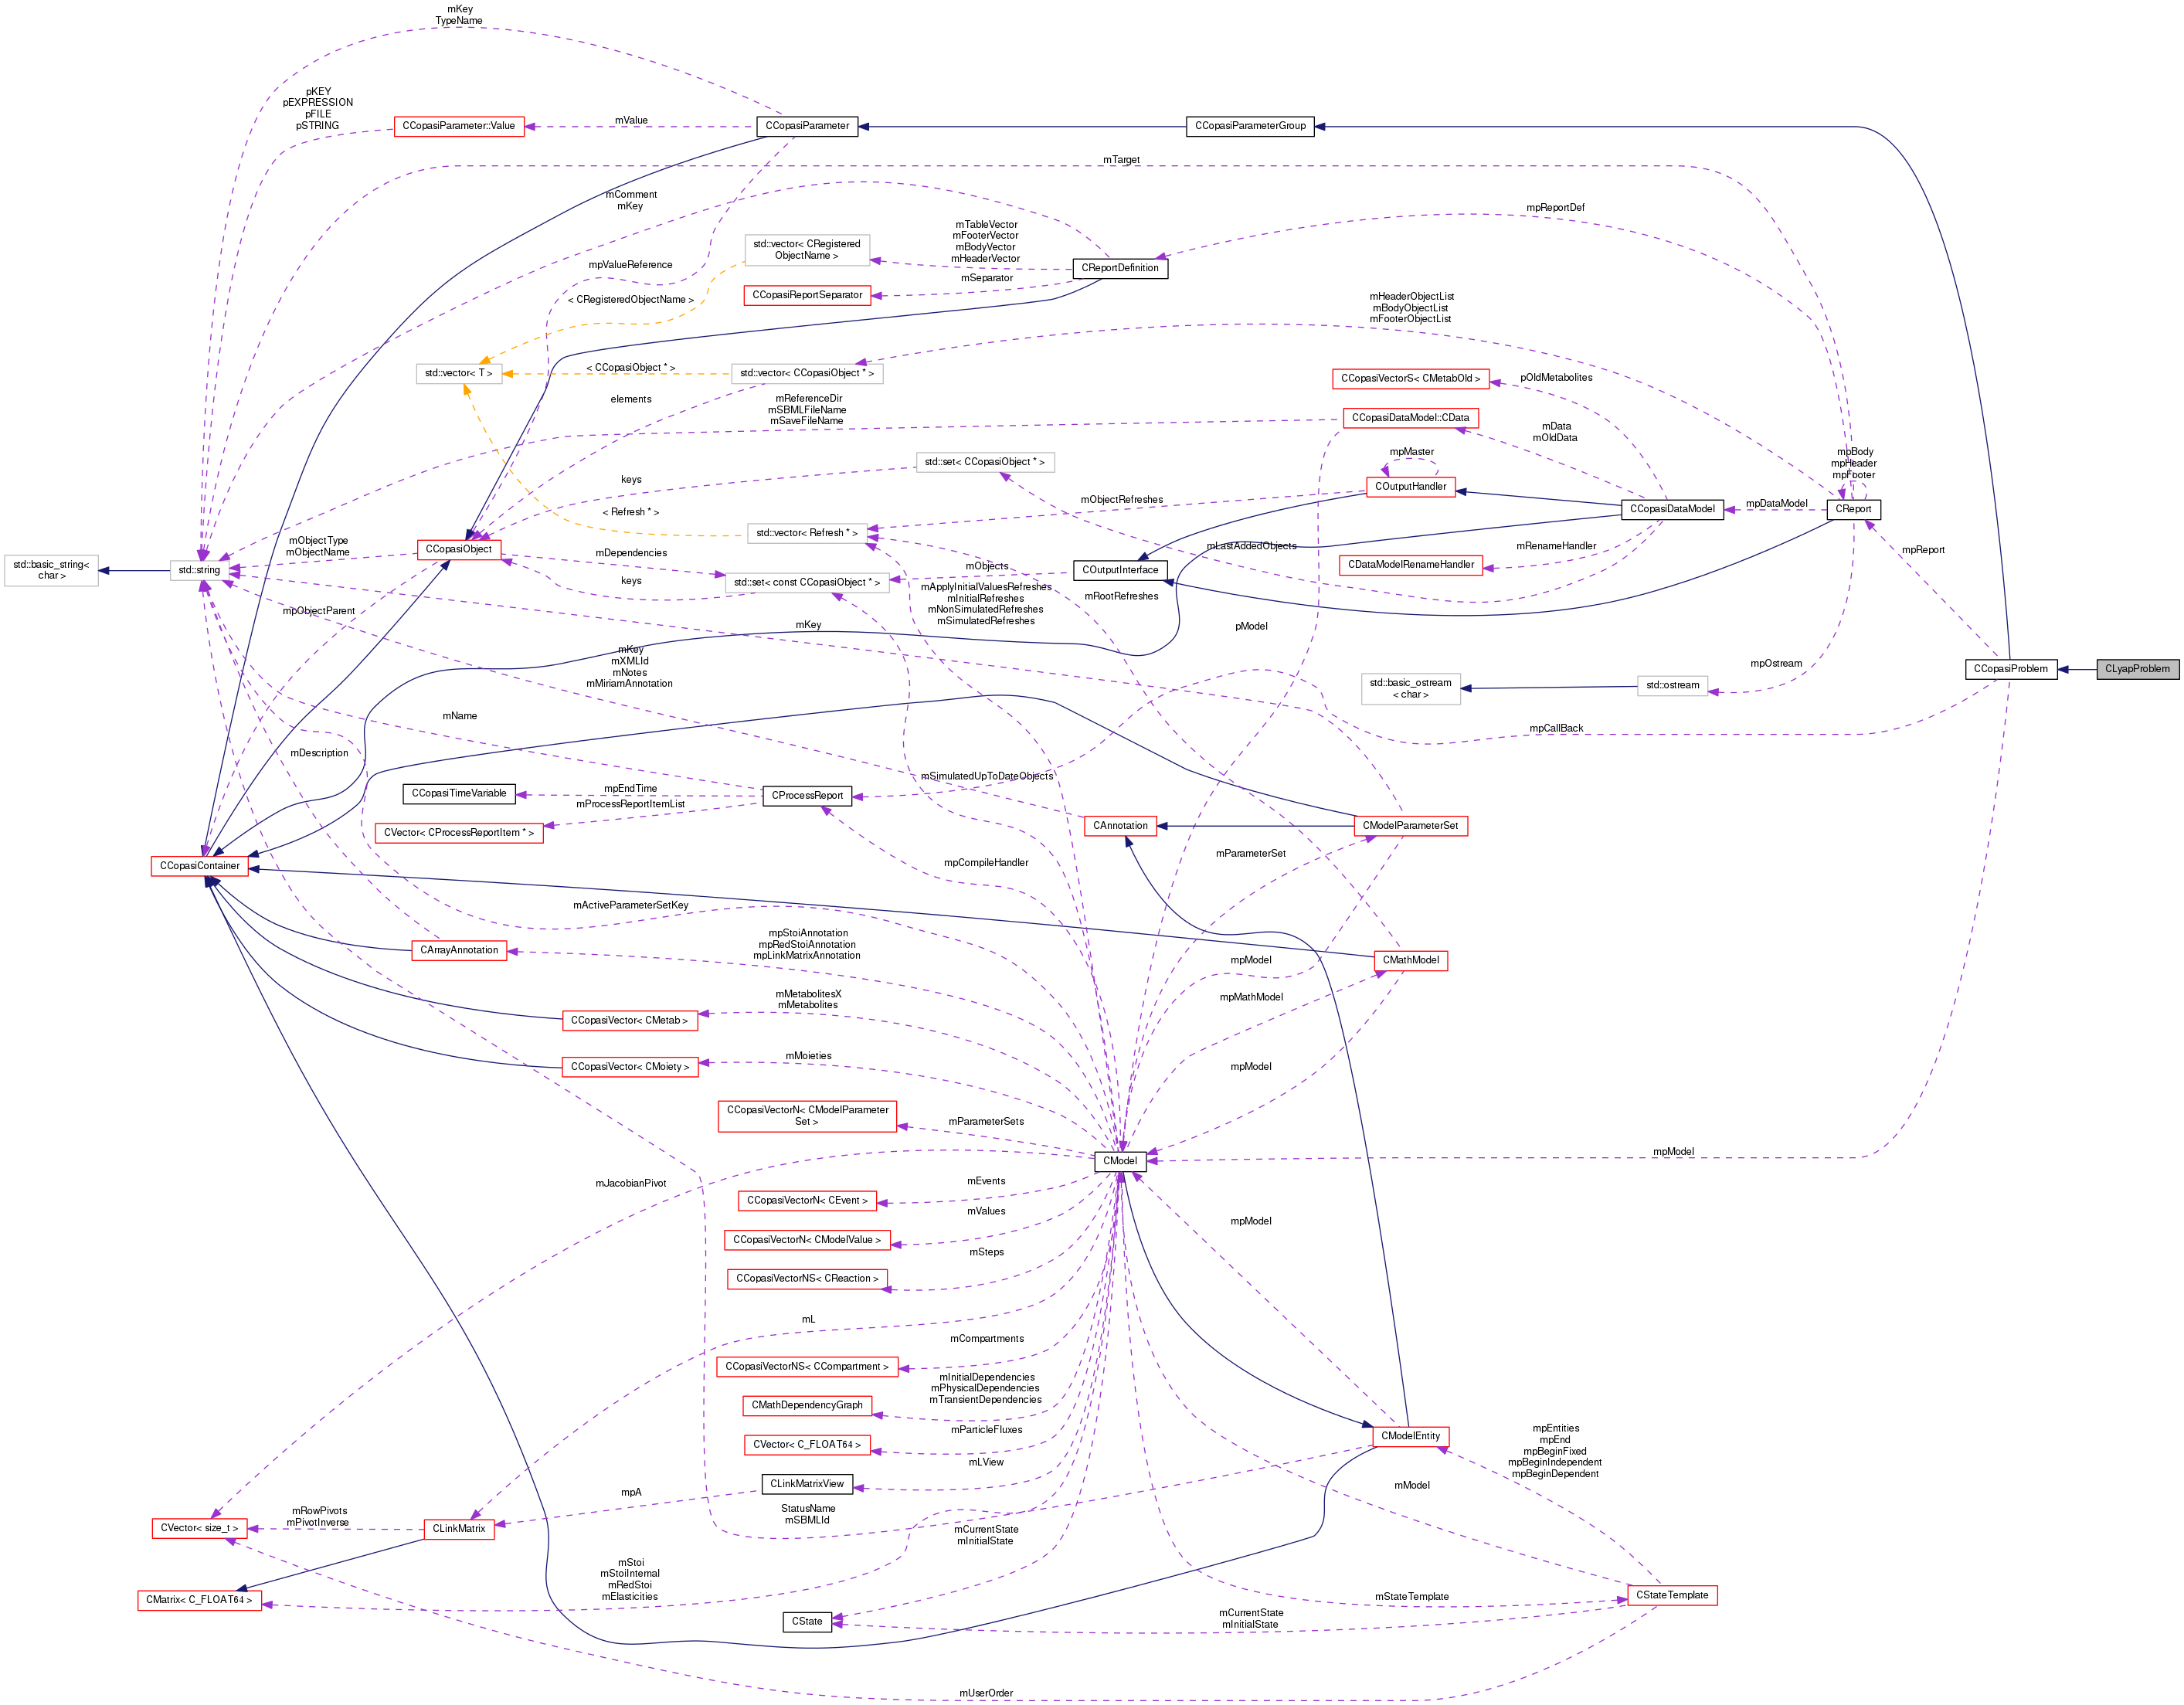 mKey
TypeName
pKEY
pEXPRESSION
pFILE
pSTRING
CCopasiParameter::Value
mValue
CCopasiParameter
CCopasiParameterGroup
mTarget
mComment
mKey
mpReportDef
mTableVector
mFooterVector
mBodyVector
mHeaderVector
std::vector< CRegistered
ObjectName >
CReportDefinition
mpValueReference
mSeparator
CCopasiReportSeparator
< CRegisteredObjectName >
mHeaderObjectList
mBodyObjectList
mFooterObjectList
std::vector< T >
< CCopasiObject * >
std::vector< CCopasiObject * >
CCopasiVectorS< CMetabOld >
pOldMetabolites
elements
mReferenceDir
mSBMLFileName
mSaveFileName
CCopasiDataModel::CData
mData
mOldData
mpMaster
mpBody
mpHeader
mpFooter
std::set< CCopasiObject * >
keys
COutputHandler
mObjectRefreshes
CCopasiDataModel
mpDataModel
CReport
< Refresh * >
std::vector< Refresh * >
mObjectType
mObjectName
CCopasiObject
mDependencies
mLastAddedObjects
mRenameHandler
mpReport
std::basic_string<
char >
std::string
keys
std::set< const CCopasiObject * >
mObjects
COutputInterface
CDataModelRenameHandler
mApplyInitialValuesRefreshes
mInitialRefreshes
mNonSimulatedRefreshes
mSimulatedRefreshes
mRootRefreshes
mpObjectParent
mKey
pModel
mKey
mXMLId
mNotes
mMiriamAnnotation
mpOstream
std::basic_ostream
< char >
std::ostream
CCopasiProblem
CLyapProblem
mName
mpCallBack
mDescription
mSimulatedUpToDateObjects
CCopasiTimeVariable
mpEndTime
CProcessReport
mProcessReportItemList
CVector< CProcessReportItem * >
CAnnotation
CModelParameterSet
CCopasiContainer
mpCompileHandler
mParameterSet
mActiveParameterSetKey
mpStoiAnnotation
mpRedStoiAnnotation
mpLinkMatrixAnnotation
CArrayAnnotation
mpModel
CMathModel
mMetabolitesX
mMetabolites
mpMathModel
CCopasiVector< CMetab >
mMoieties
CCopasiVector< CMoiety >
mpModel
CCopasiVectorN< CModelParameter
Set >
mParameterSets
CModel
mpModel
mJacobianPivot
mEvents
CCopasiVectorN< CEvent >
mValues
CCopasiVectorN< CModelValue >
mpModel
mSteps
CCopasiVectorNS< CReaction >
mL
mCompartments
CCopasiVectorNS< CCompartment >
mInitialDependencies
mPhysicalDependencies
mTransientDependencies
CMathDependencyGraph
mParticleFluxes
CVector< C_FLOAT64 >
CModelEntity
mpEntities
mpEnd
mpBeginFixed
mpBeginIndependent
mpBeginDependent
mLView
CLinkMatrixView
mpA
mModel
StatusName
mSBMLId
mRowPivots
mPivotInverse
CVector< size_t >
CLinkMatrix
mCurrentState
mInitialState
mStoi
mStoiInternal
mRedStoi
mElasticities
CMatrix< C_FLOAT64 >
mStateTemplate
CStateTemplate
CState
mCurrentState
mInitialState
mUserOrder